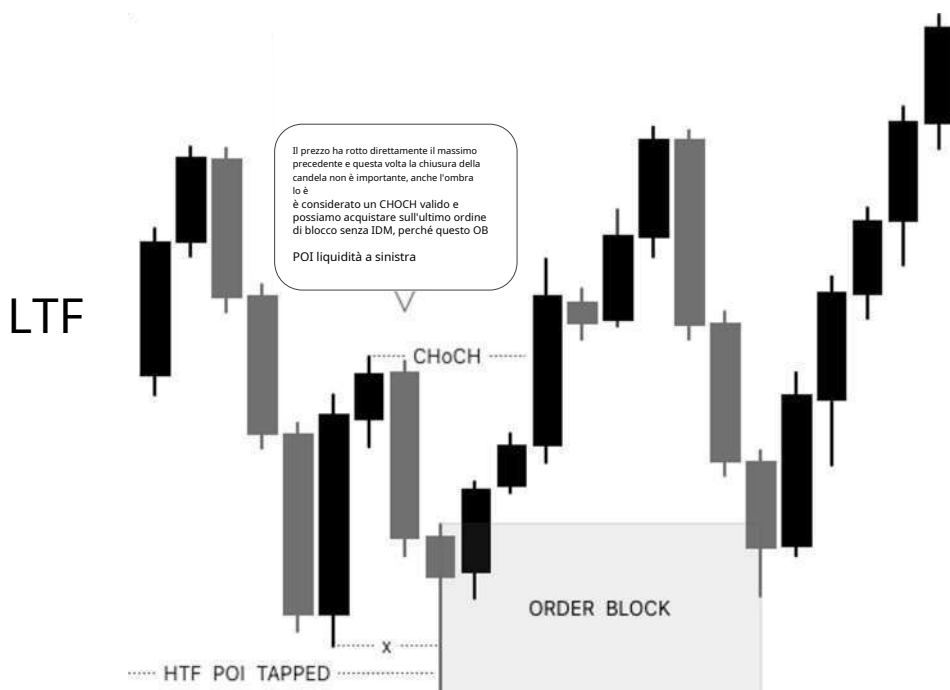 Il prezzo ha rotto direttamente il massimo
precedente e questa volta la chiusura della
candela non è importante, anche l'ombra
lo è
è considerato un CHOCH valido e
possiamo acquistare sull'ultimo ordine
di blocco senza IDM, perché questo OB
POI liquidità a sinistra
LTF
CHoCH
ORDER BLOCK
x
HTF POI TAPPED